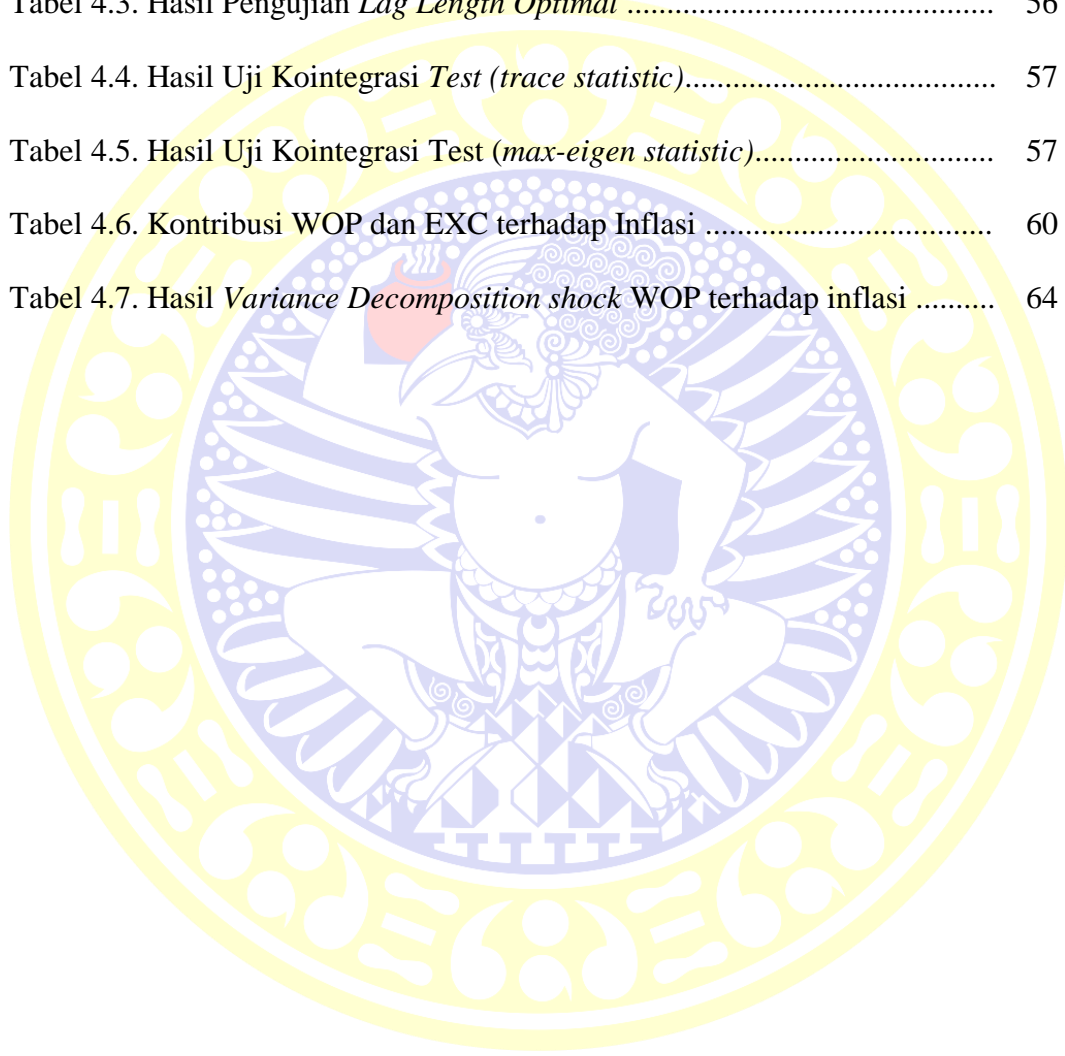 Tabel 4.3. Hasil Pengujian Lag Length Optimal ............................................... 56
Tabel 4.4. Hasil Uji Kointegrasi Test (trace statistic)....................................... 57
Tabel 4.5. Hasil Uji Kointegrasi Test (max-eigen statistic).............................. 57
Tabel 4.6. Kontribusi WOP dan EXC terhadap Inflasi .................................... 60
Tabel 4.7. Hasil Variance Decomposition shock WOP terhadap inflasi .......... 64